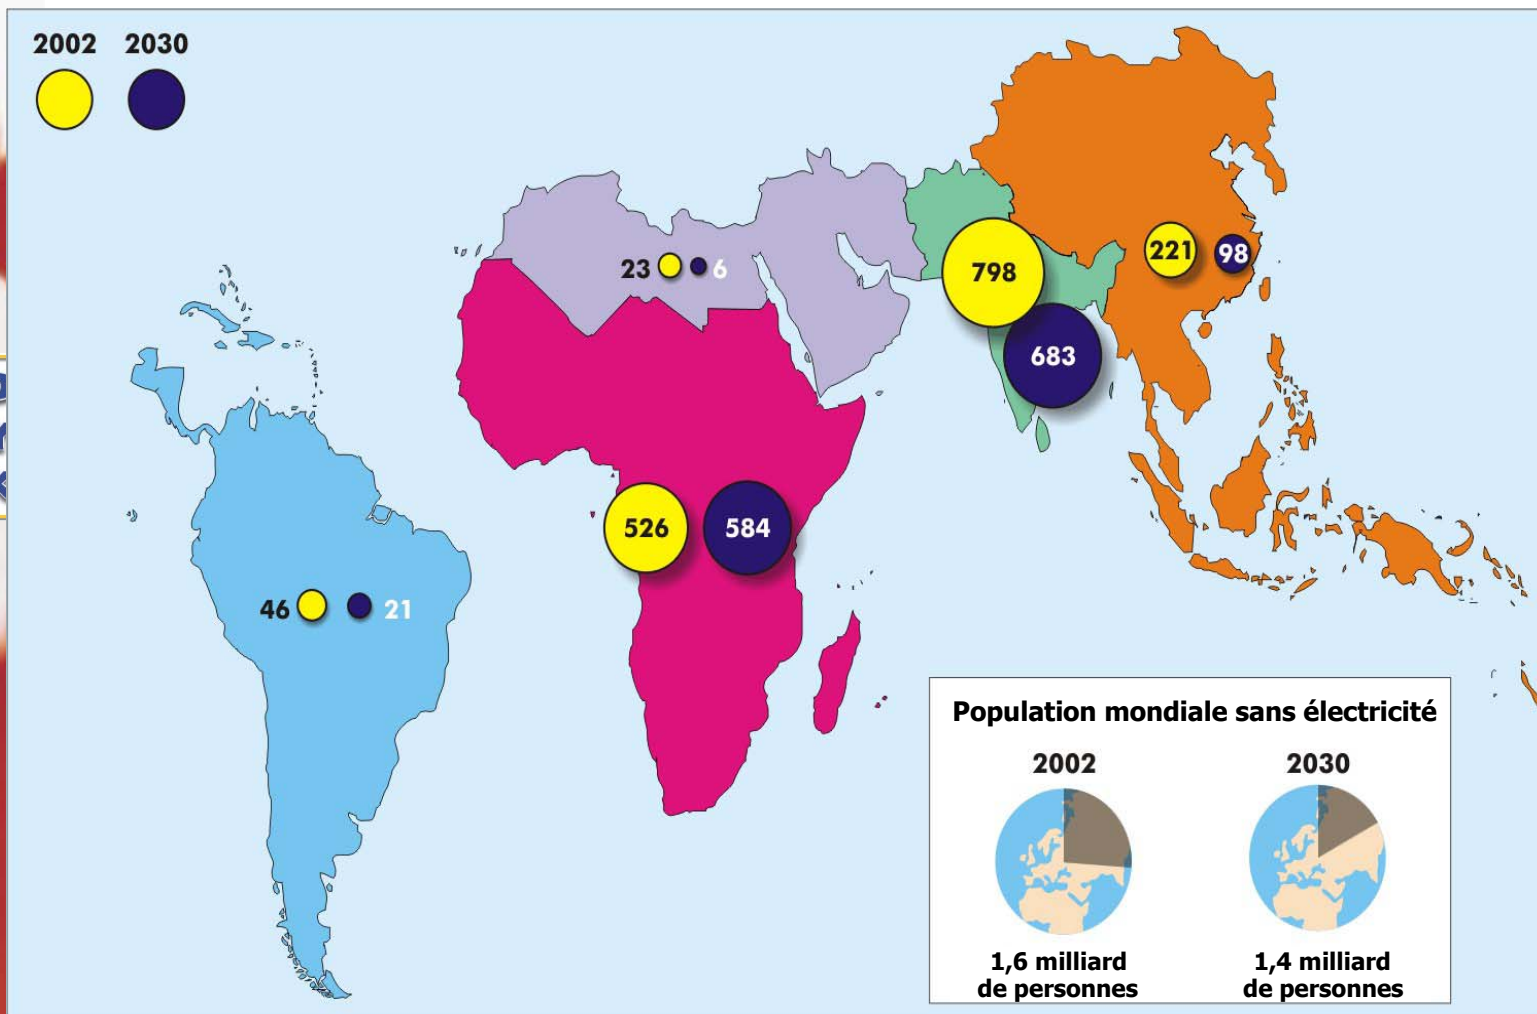 2002 2030
23 6
798
221 98
683
526 584
46 21
Population mondiale sans électricité
2002 2030
1,6 milliard 1,4 milliard
de personnes de personnes